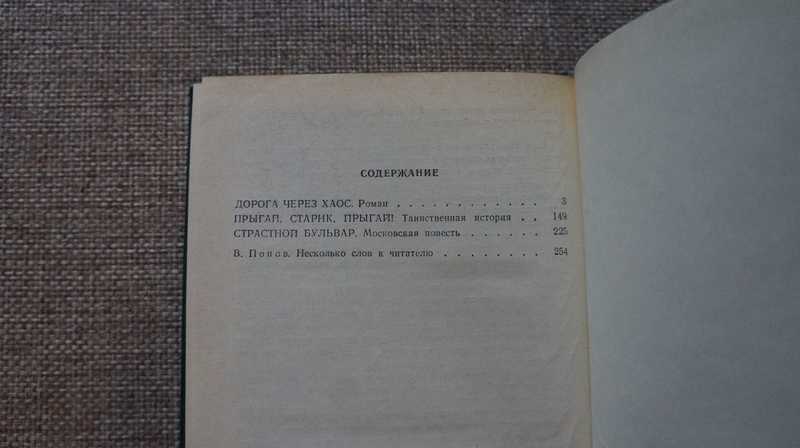 СОДЕРЖАНИЕ
ДОРОГА ЧЕРЕЗ ХАОС. Роман . . . . . . . . . . . . 3
ПРЫГАЙ, СТАРИК, ПРЫГАЙ! Таинственная история . . 149
СТРАСТНОЙ БУЛЬВАР. Московская повесть . . . . . . 225
В. Попов. Несколько слов к читателю . . . . . . . . 254